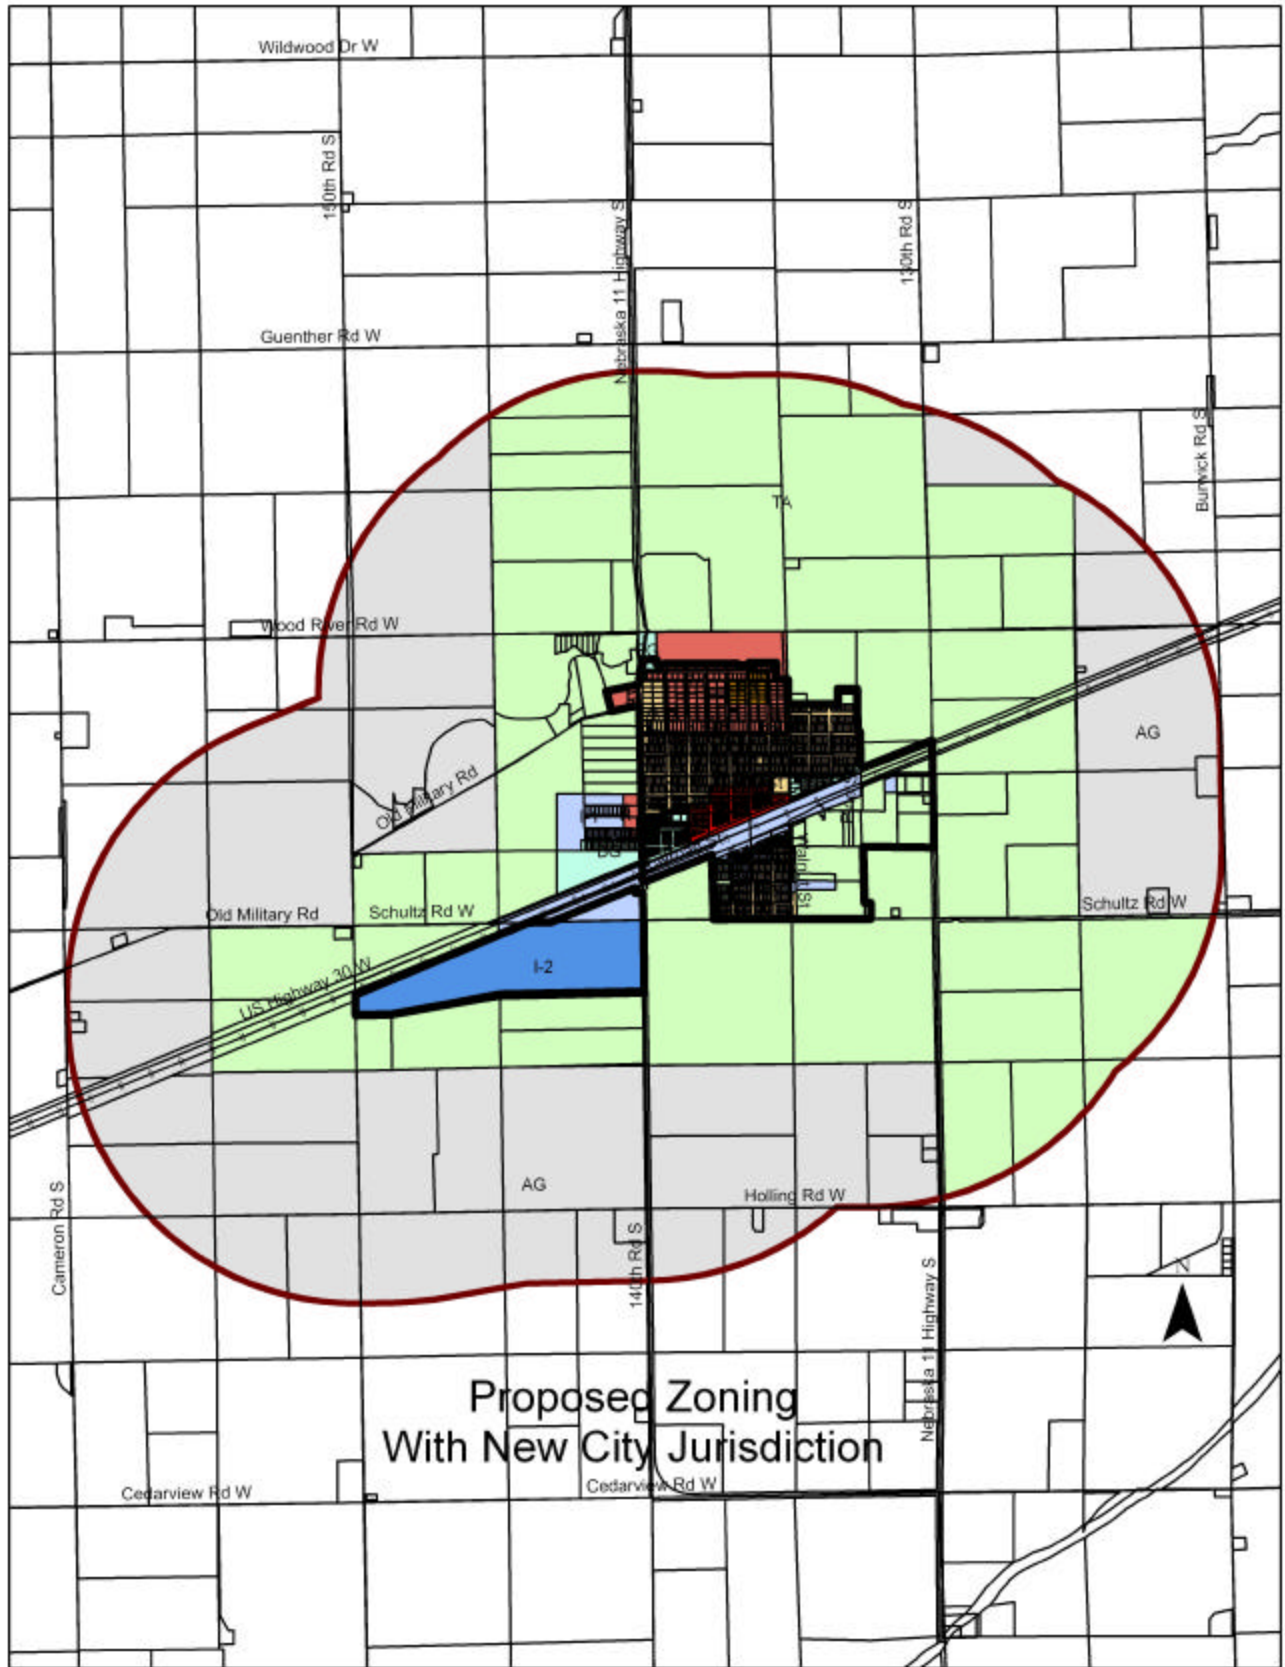 Wildwood Dr W
150th Rd S
Nebraska 11 Highway S
130th Rd S
Guenther Rd W
Burwick Rd S
TA
Wood River Rd W
AG
Old Military Rd
Old Military Rd
Schultz Rd W
Schultz Rd W
I-2
US Highway 30 W
AG
Holling Rd W
Cameron Rd S
140th Rd S
Nebraska 11 Highway S
N
Proposed Zoning
With New City Jurisdiction
Cedarview Rd W
Cedarview Rd W